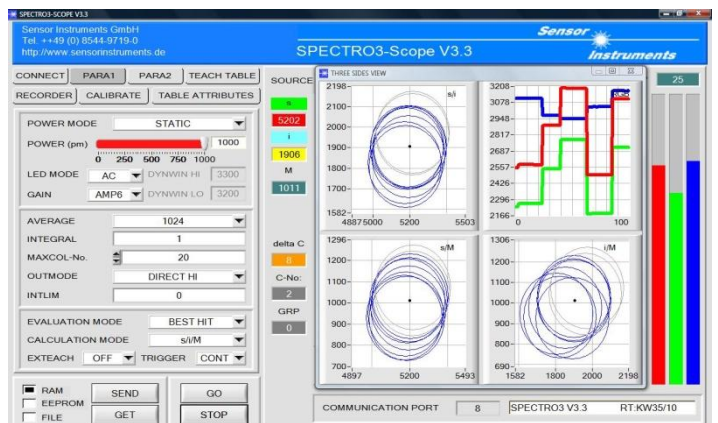 SPECTRO3-SCOPE V3.3
Sensor Instruments GmbH
Tel. ++49 (0) 8544-9719-0
http://www.sensorinstruments.de
SPECTRO3-Scope V3.3
Sensor
Instruments
CONNECT PARA1 PARA2 TEACH TABLE
RECORDER CALIBRATE TABLE ATTRIBUTES
POWER MODE STATIC
POWER (pm) 1000
0 250 500 750 1000
LED MODE AC DYNWIN HI 3300
GAIN AMP6 DYNWIN LO 3200
AVERAGE 1024
INTEGRAL 1
MAXCOL-No. 20
OUTMODE DIRECT HI
INTLIM 0
EVALUATION MODE BEST HIT
CALCULATION MODE s/i/M
EXTEACH OFF TRIGGER CONT
RAM
EEPROM
FILE
SEND GO
GET STOP
SOURCE
s
5202
i
1906
M
1011
delta C
8
C-No:
2
GRP
0
THREE SIDES VIEW
2198
2100
2000
1900
1800
1700
1582
4887 5000 5200 5503
s/i
3208
3078
2948
2817
2687
2557
2426
2296
2166
0 100
1296
1200
1100
1000
900
800
700
4897 5200 5493
s/M
1306
1200
1100
1000
900
800
690
1582 1800 2000 2198
i/M
25
COMMUNICATION PORT 8 SPECTRO3 V3.3 RT:KW35/10